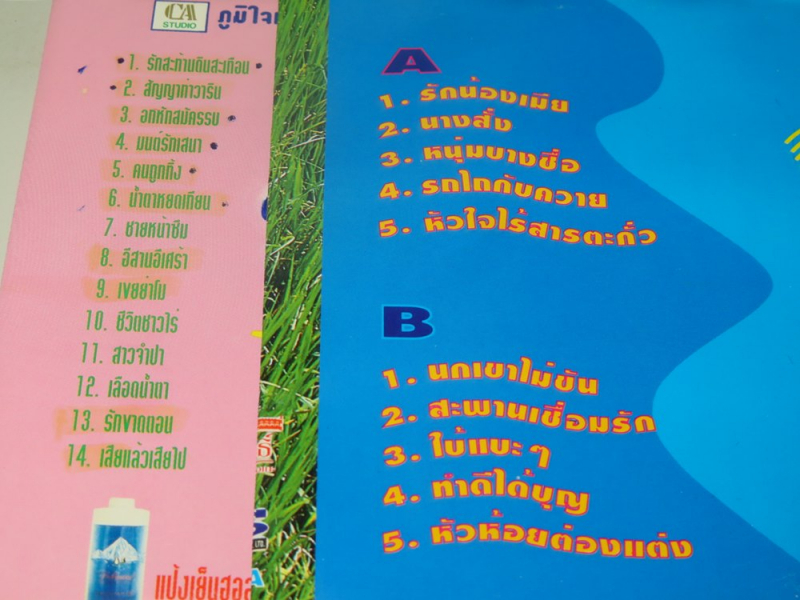 CA
STUDIO
ภูมิใจ
1. รักสะท้านดินสะเทือน
2. สัญญาท่าวาริน
3. อกหักสมัครรบ
4. มนต์รักเสนา
5. คนถูกทิ้ง
6. น้ำตาหยดเทียน
7. ชายหน้าซึม
8. อีสานอีเศร้า
9. เขยย่าโม
10. ชีวิตชาวไร่
11. สาวจำปา
12. เลือดน้ำตา
13. รักขาดตอน
14. เสียแล้วเสียไป
แป้งเย็นฮอล
A
1. รักน้องเมีย
2. นางสั่ง
3. หนุ่มบางซื่อ
4. รถไถกับควาย
5. หัวใจไร้สารตะกั่ว
B
1. นกเขาไม่ขัน
2. สะพานเชื่อมรัก
3. ใบ้แบะๆ
4. ทำดีได้บุญ
5. หัวห้อยต่องแต่ง